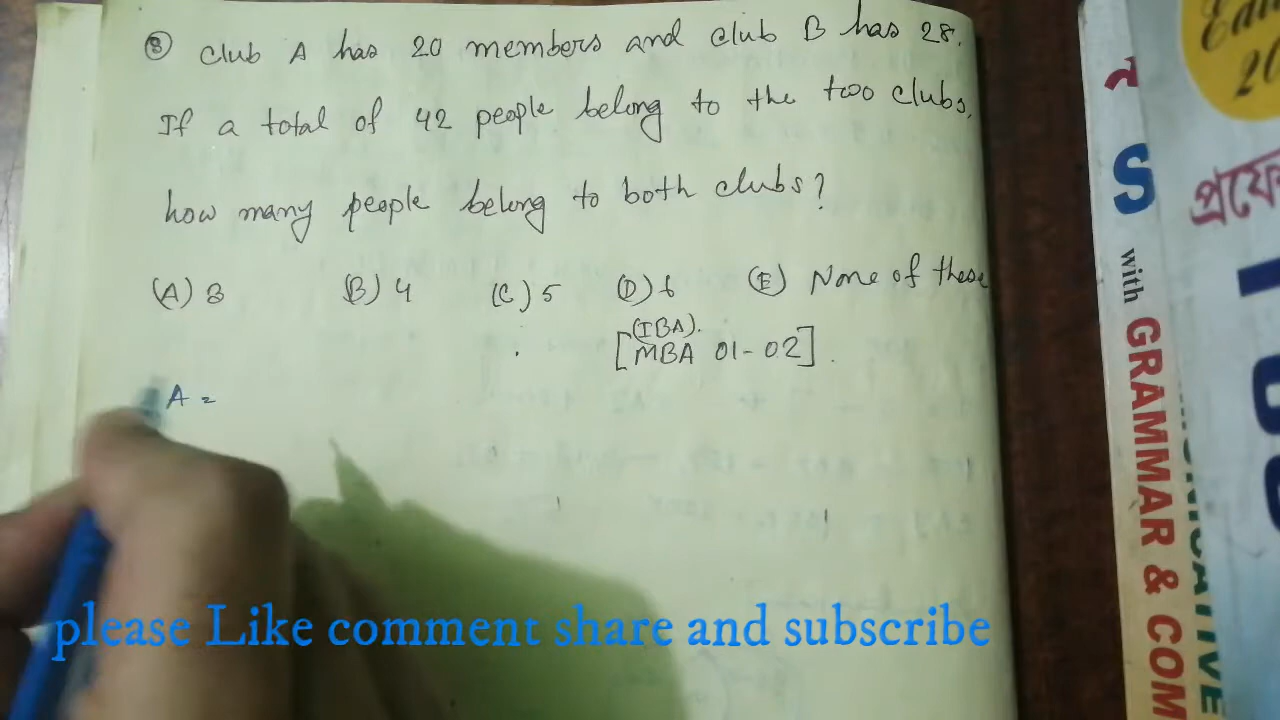 ⑧ Club A has 20 members and club B has 28.
If a total of 42 people belong to the two clubs,
how many people belong to both clubs?
(A) 3 (B) 4 (C) 5 (D) 6 (E) None of these
(IBA).
[MBA 01-02].
A =
please Like comment share and subscribe
S
with GRAMMAR & COM